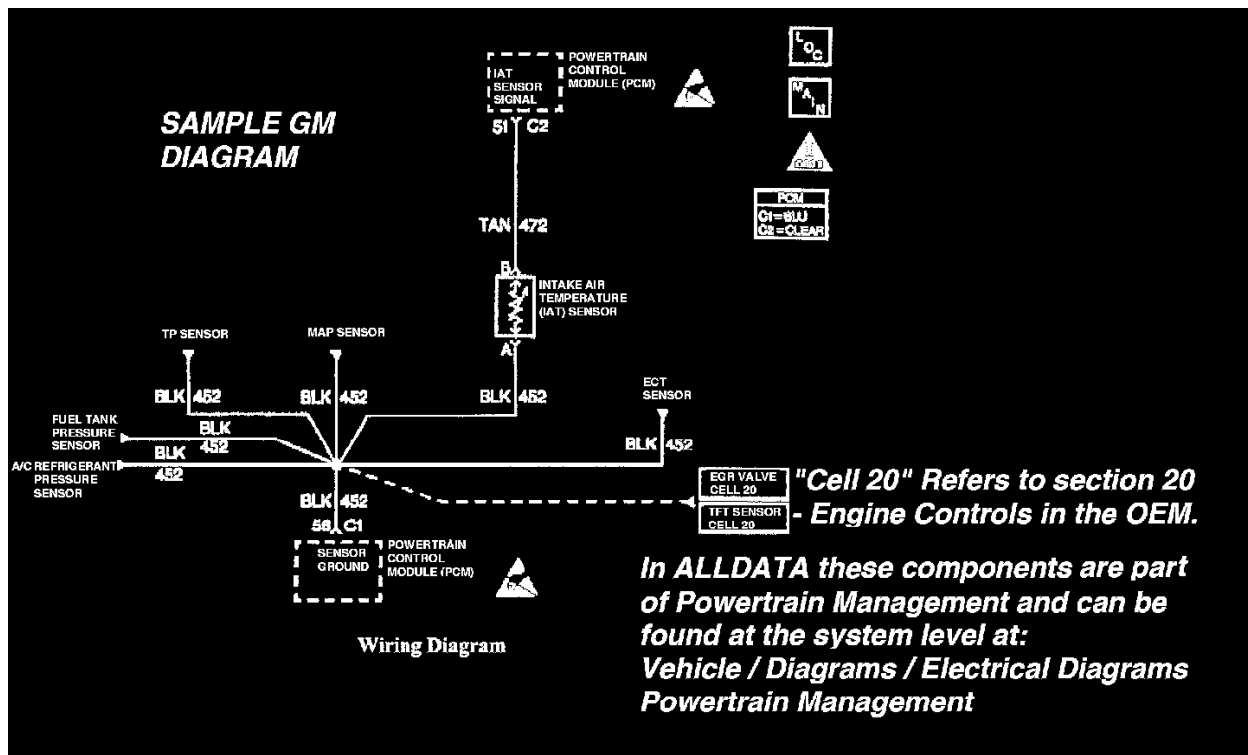 IAT
SENSOR
SIGNAL
POWERTRAIN
CONTROL
MODULE (PCM)
51 C2
SAMPLE GM
DIAGRAM
LOC
MAIN
OBD II
PCM
C1=BLU
C2=CLEAR
TAN 472
B
INTAKE AIR
TEMPERATURE
(IAT) SENSOR
A
TP SENSOR
MAP SENSOR
BLK 452
BLK 452
BLK 452
ECT
SENSOR
BLK 452
FUEL TANK
PRESSURE
SENSOR
BLK
452
A/C REFRIGERANT
PRESSURE
SENSOR
BLK
452
BLK 452
56 C1
SENSOR
GROUND
POWERTRAIN
CONTROL
MODULE (PCM)
EGR VALVE
CELL 20
TFT SENSOR
CELL 20
"Cell 20" Refers to section 20
- Engine Controls in the OEM.
In ALLDATA these components are part
of Powertrain Management and can be
found at the system level at:
Vehicle / Diagrams / Electrical Diagrams
Powertrain Management
Wiring Diagram